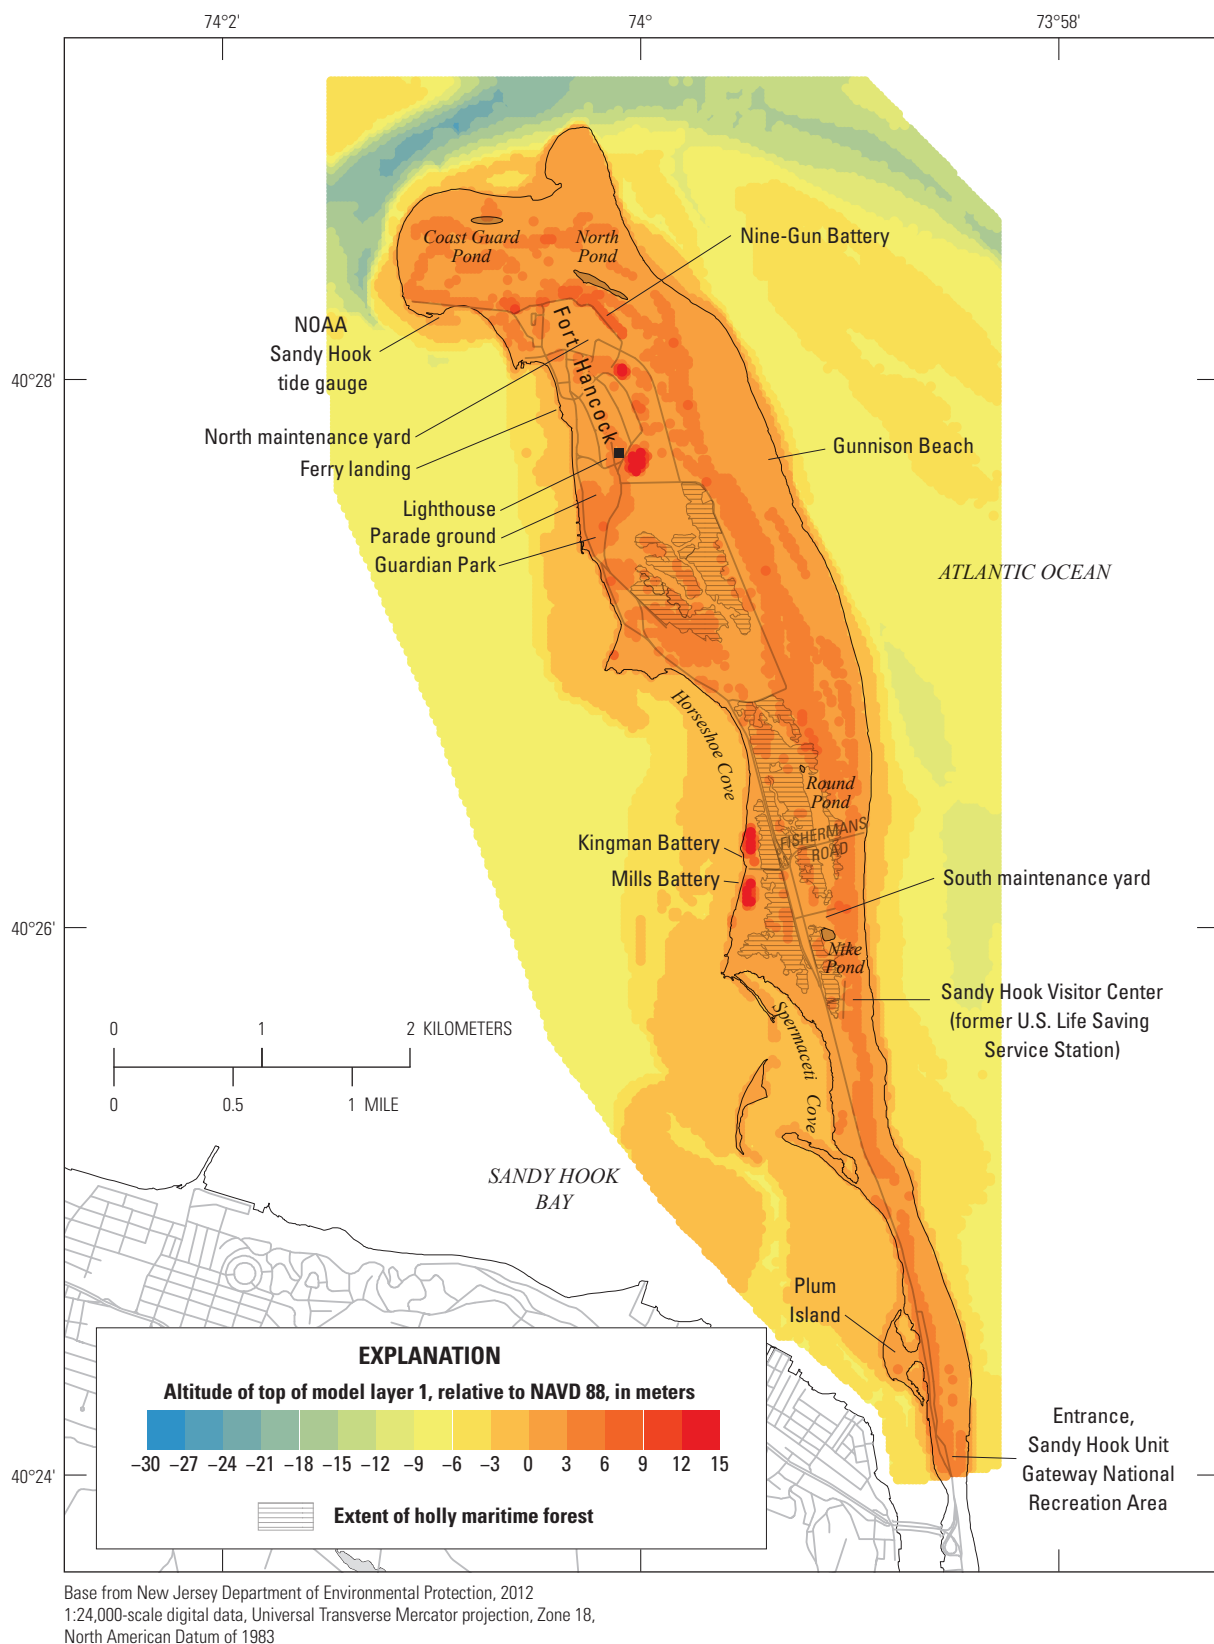 74°2'
74°
73°58'
Coast Guard
Pond
North
Pond
Nine-Gun Battery
NOAA
Sandy Hook
tide gauge
Fort Hancock
40°28'
North maintenance yard
Ferry landing
Gunnison Beach
Lighthouse
Parade ground
Guardian Park
ATLANTIC OCEAN
Horseshoe Cove
Round
Pond
Kingman Battery
FISHERMANS
ROAD
Mills Battery
South maintenance yard
40°26'
Nike
Pond
Sandy Hook Visitor Center
(former U.S. Life Saving
Service Station)
Spermaceti Cove
0 1 2 KILOMETERS
0 0.5 1 MILE
SANDY HOOK
BAY
Plum
Island
EXPLANATION
Altitude of top of model layer 1, relative to NAVD 88, in meters
−30 −27 −24 −21 −18 −15 −12 −9 −6 −3 0 3 6 9 12 15
Extent of holly maritime forest
Entrance,
Sandy Hook Unit
Gateway National
Recreation Area
40°24'
Base from New Jersey Department of Environmental Protection, 2012
1:24,000-scale digital data, Universal Transverse Mercator projection, Zone 18,
North American Datum of 1983